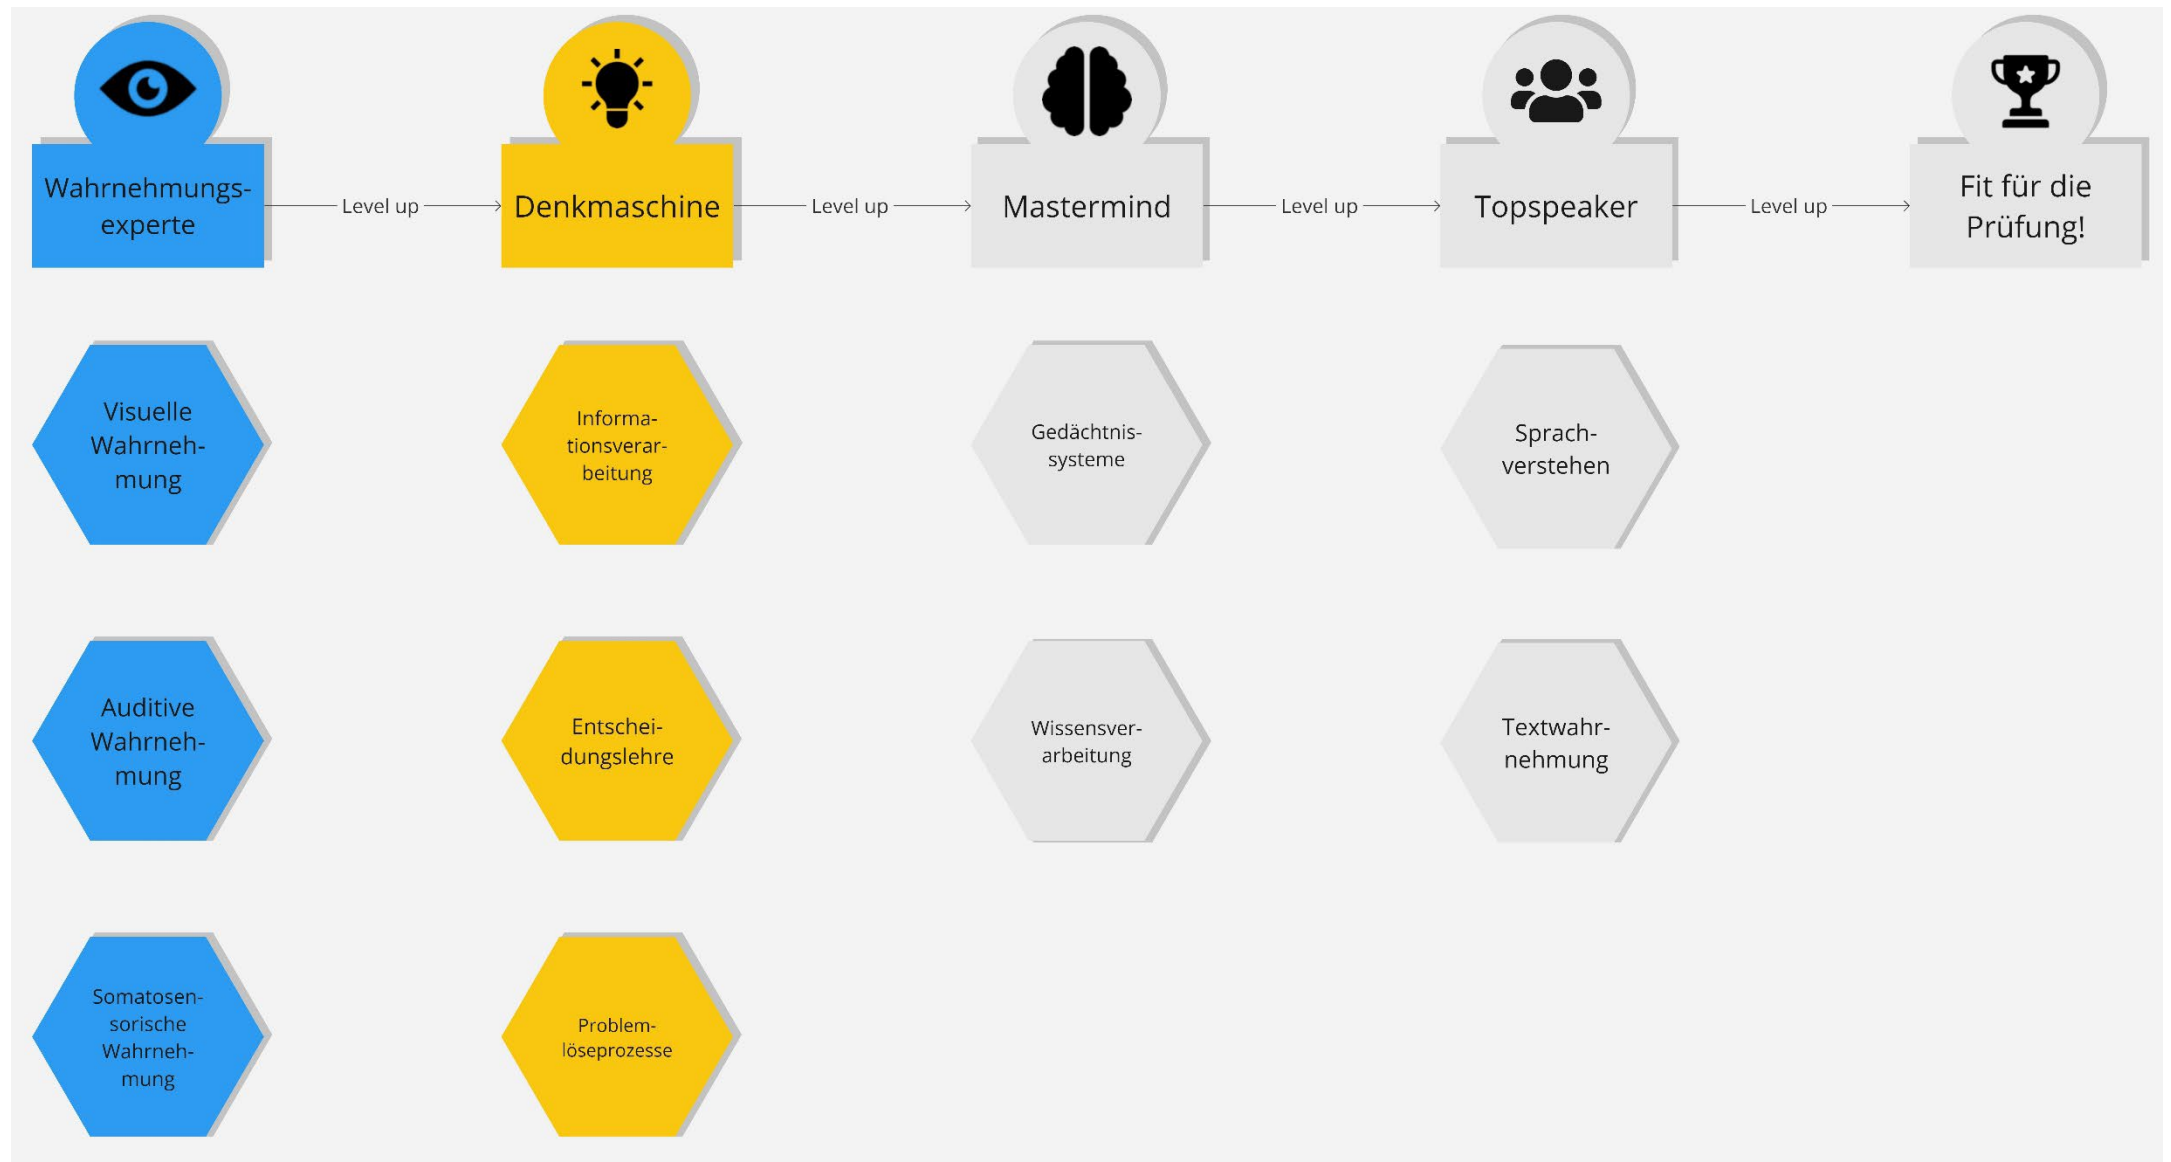 Wahrnehmungs-
experte
Level up
Denkmaschine
Level up
Mastermind
Level up
Topspeaker
Level up
Fit für die
Prüfung!
Visuelle
Wahrneh-
mung
Informa-
tionsverar-
beitung
Gedächtnis-
systeme
Sprach-
verstehen
Auditive
Wahrneh-
mung
Entschei-
dungslehre
Wissensver-
arbeitung
Textwahr-
nehmung
Somatosen-
sorische
Wahrneh-
mung
Problem-
löseprozesse